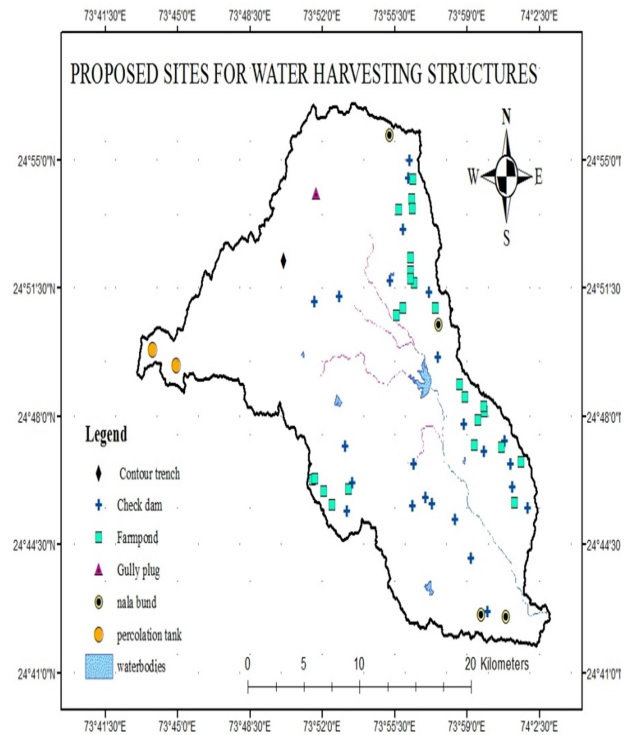 73°41'30"E 73°45'0"E 73°48'30"E 73°52'0"E 73°55'30"E 73°59'0"E 74°2'30"E
PROPOSED SITES FOR WATER HARVESTING STRUCTURES
N
W E
S
24°55'0"N 24°55'0"N
24°51'30"N 24°51'30"N
24°48'0"N 24°48'0"N
24°44'30"N 24°44'30"N
24°41'0"N 24°41'0"N
Legend
Contour trench
Check dam
Farmpond
Gully plug
nala bund
percolation tank
waterbodies
0 5 10 20 Kilometers
73°41'30"E 73°45'0"E 73°48'30"E 73°52'0"E 73°55'30"E 73°59'0"E 74°2'30"E